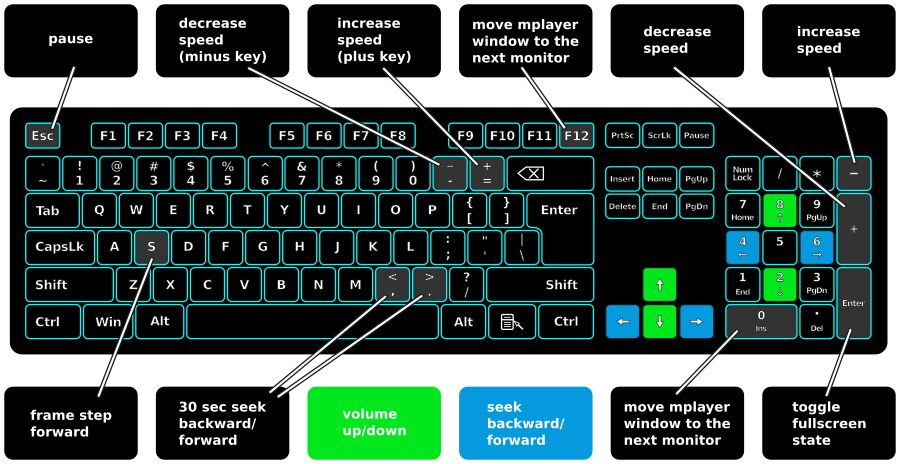 pause
decrease
speed
(minus key)
increase
speed
(plus key)
move mplayer
window to the
next monitor
decrease
speed
increase
speed
Esc F1 F2 F3 F4 F5 F6 F7 F8 F9 F10 F11 F12 PrtSc ScrLk Pause
` ! @ # $ % ^ & * ( ) - +
~ 1 2 3 4 5 6 7 8 9 0 - =
Insert Home PgUp
Num
Lock / * -
Tab Q W E R T Y U I O P { } Enter
[ ]
Delete End PgDn
7 8 9
Home ↑ PgUp
+
CapsLk A S D F G H J K L : " |
; ' \
4 5 6
← →
Shift Z X C V B N M < > ? Shift
, . /
↑
1 2 3
End ↓ PgDn
Enter
Ctrl Win Alt Alt Ctrl
← ↓ →
0 .
Ins Del
frame step
forward
30 sec seek
backward/
forward
volume
up/down
seek
backward/
forward
move mplayer
window to the
next monitor
toggle
fullscreen
state